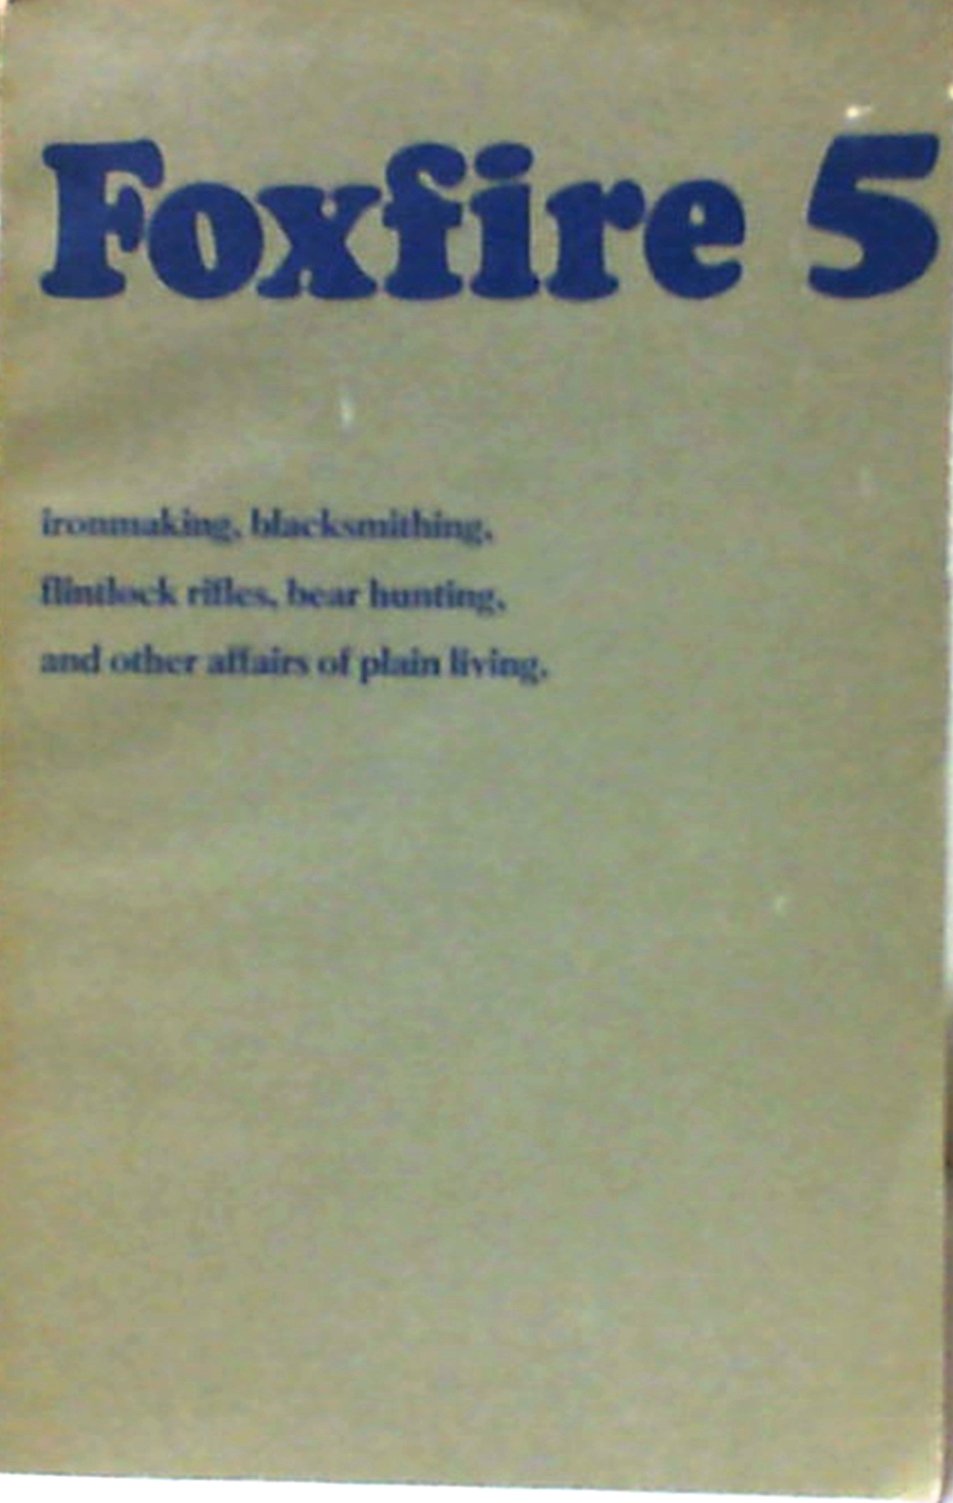 Foxfire 5
ironmaking, blacksmithing,
flintlock rifles, bear hunting,
and other affairs of plain living.